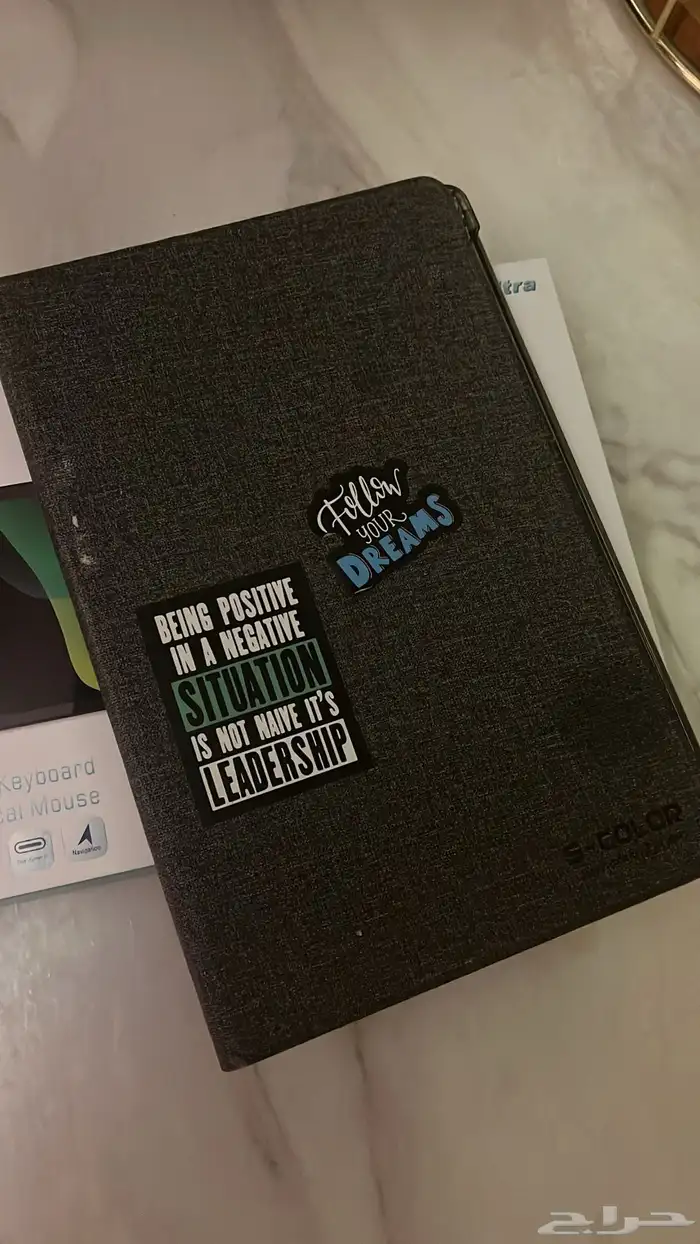 tra
Follow
YOUR
DREAMS
BEING POSITIVE
IN A NEGATIVE
SITUATION
IS NOT NAIVE IT'S
LEADERSHIP
Keyboard
cal Mouse
Navigation
S-COLOR
حراج